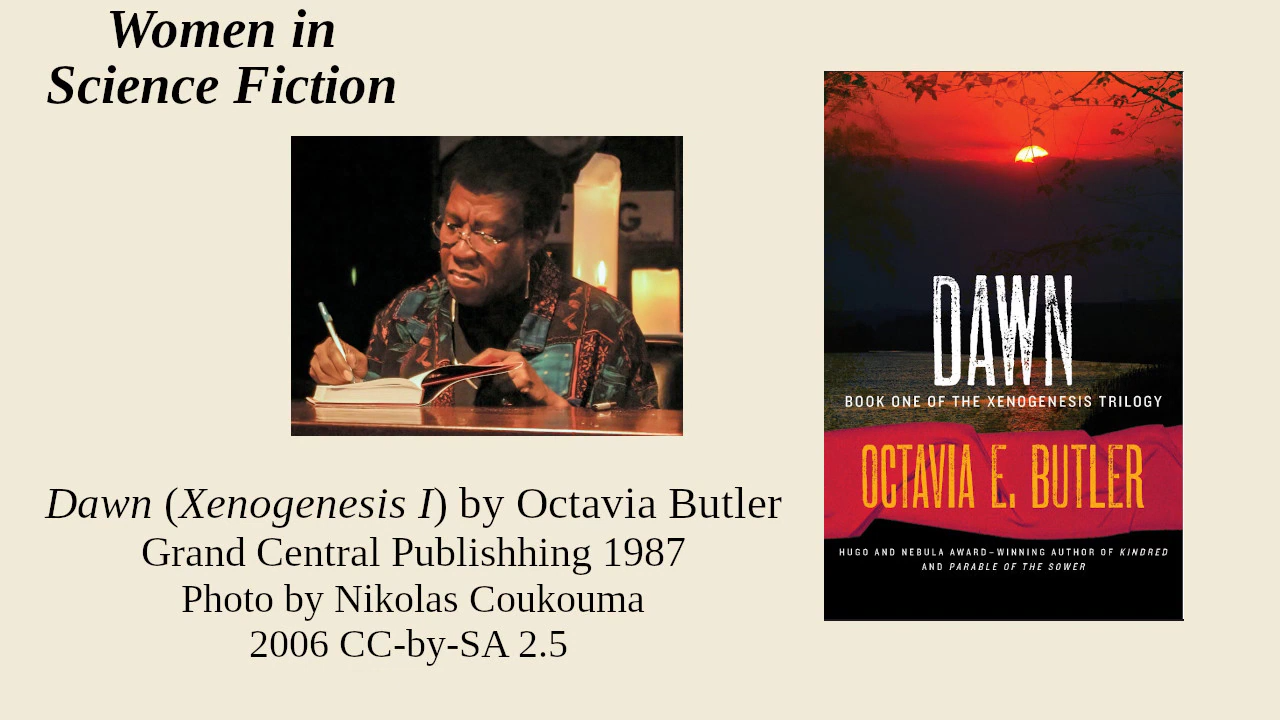 Women in
Science Fiction
G
Dawn (Xenogenesis I) by Octavia Butler
Grand Central Publishhing 1987
Photo by Nikolas Coukouma
2006 CC-by-SA 2.5
DAWN
BOOK ONE OF THE XENOGENESIS TRILOGY
OCTAVIA E. BUTLER
HUGO AND NEBULA AWARD–WINNING AUTHOR OF KINDRED
AND PARABLE OF THE SOWER